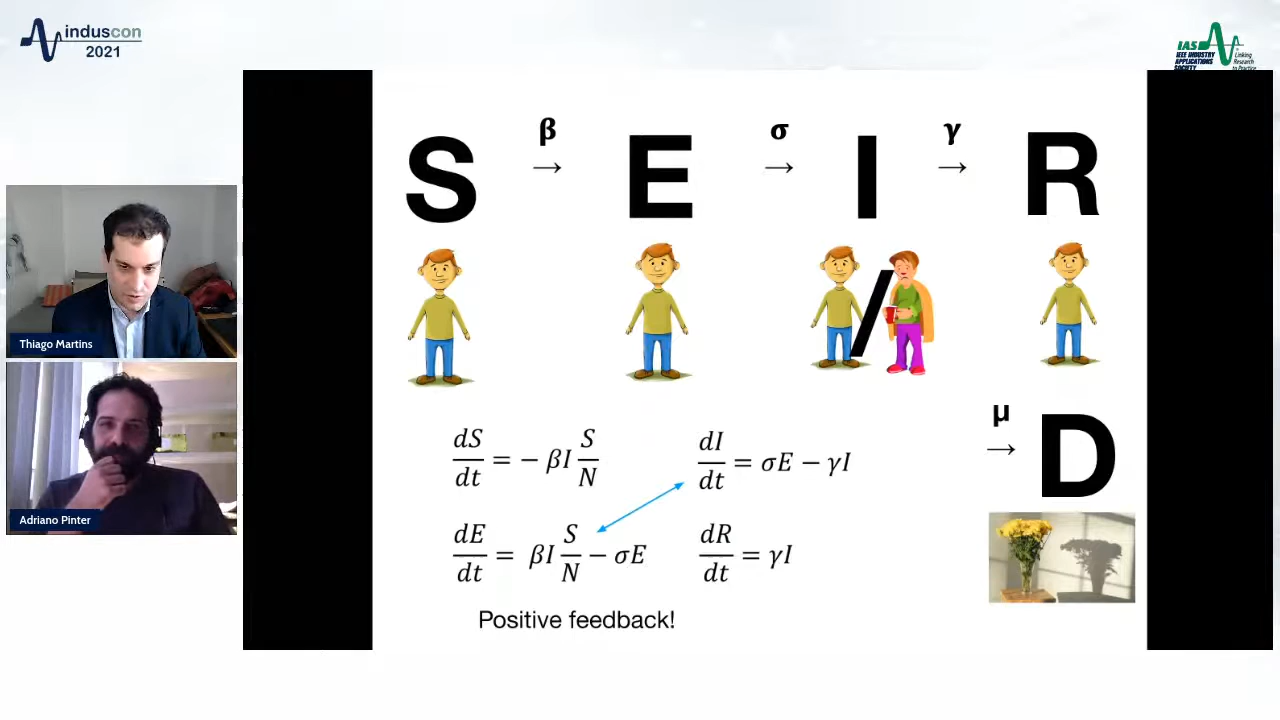 induscon
2021
IAS
IEEE INDUSTRY
APPLICATIONS
SOCIETY
Linking
Research
to Practice
β
σ
γ
S → E → I → R
/
μ
→ D
Thiago Martins
Adriano Pinter
dS/dt = − βI S/N
dI/dt = σE − γI
dE/dt = βI S/N − σE
dR/dt = γI
Positive feedback!